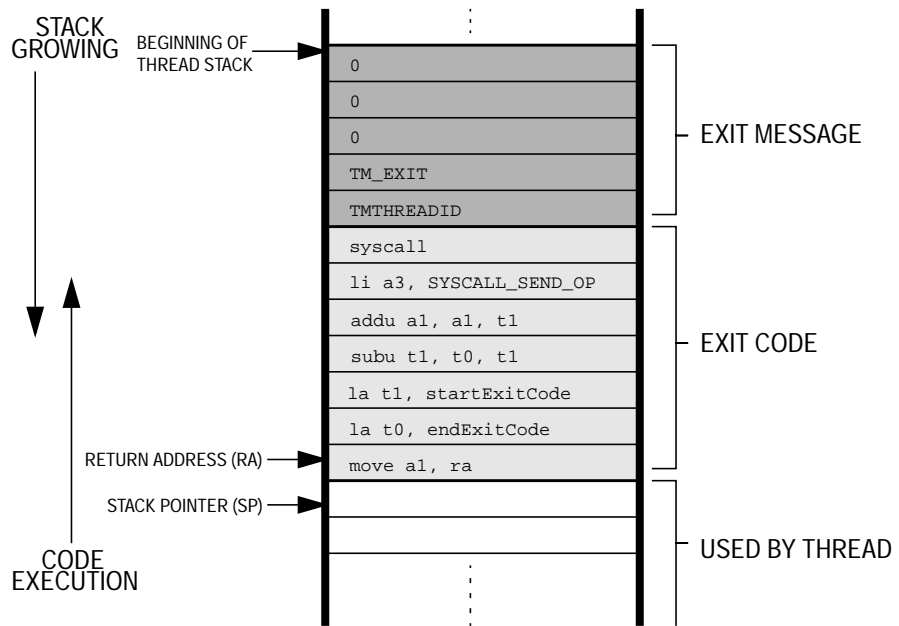 STACK
GROWING
BEGINNING OF
THREAD STACK
0
0
0
TM_EXIT
TMTHREADID
EXIT MESSAGE
syscall
li a3, SYSCALL_SEND_OP
addu a1, a1, t1
subu t1, t0, t1
la t1, startExitCode
la t0, endExitCode
move a1, ra
EXIT CODE
RETURN ADDRESS (RA)
STACK POINTER (SP)
USED BY THREAD
CODE
EXECUTION